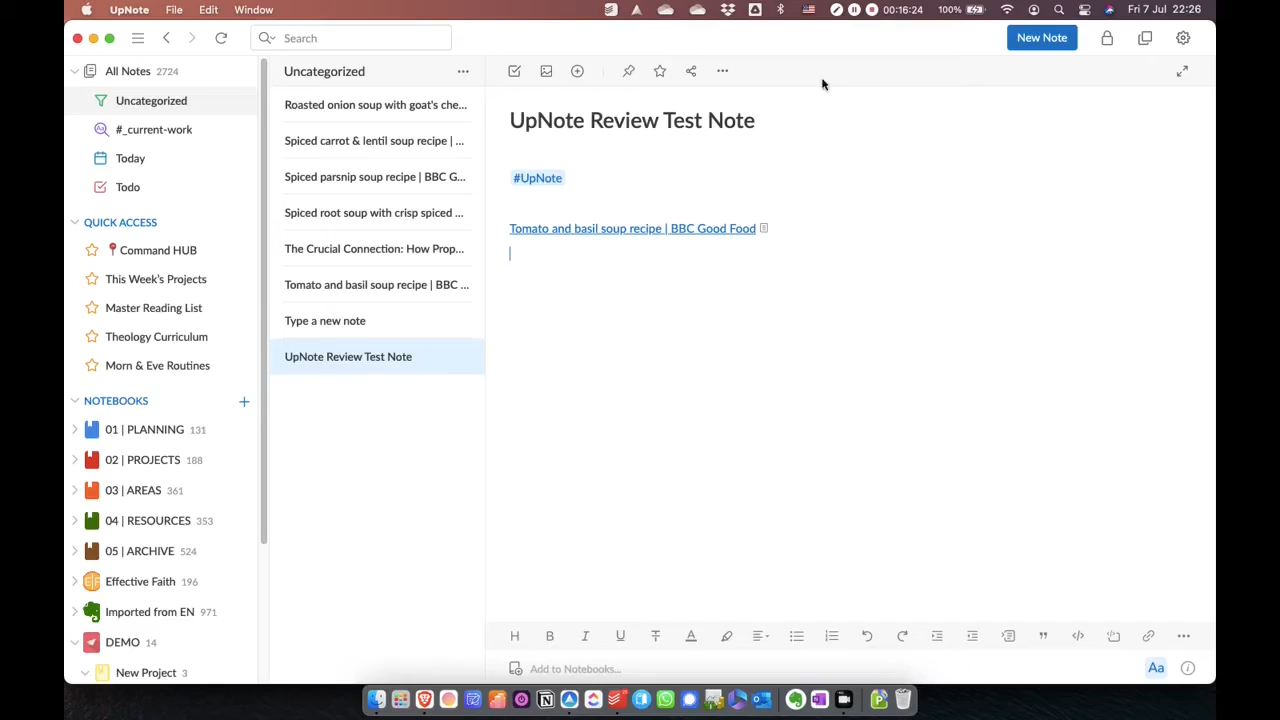 UpNote File Edit Window 00:16:24 100% Fri 7 Jul 22:26
Search New Note
All Notes 2724
Uncategorized
#_current-work
Today
Todo
QUICK ACCESS
Command HUB
This Week's Projects
Master Reading List
Theology Curriculum
Morn & Eve Routines
NOTEBOOKS +
01 | PLANNING 131
02 | PROJECTS 188
03 | AREAS 361
04 | RESOURCES 353
05 | ARCHIVE 524
Effective Faith 196
Imported from EN 971
DEMO 14
New Project 3
Uncategorized
Roasted onion soup with goat's che...
Spiced carrot & lentil soup recipe | ...
Spiced parsnip soup recipe | BBC G...
Spiced root soup with crisp spiced ...
The Crucial Connection: How Prop...
Tomato and basil soup recipe | BBC ...
Type a new note
UpNote Review Test Note
UpNote Review Test Note
#UpNote
Tomato and basil soup recipe | BBC Good Food
H B I U T A
Add to Notebooks... Aa